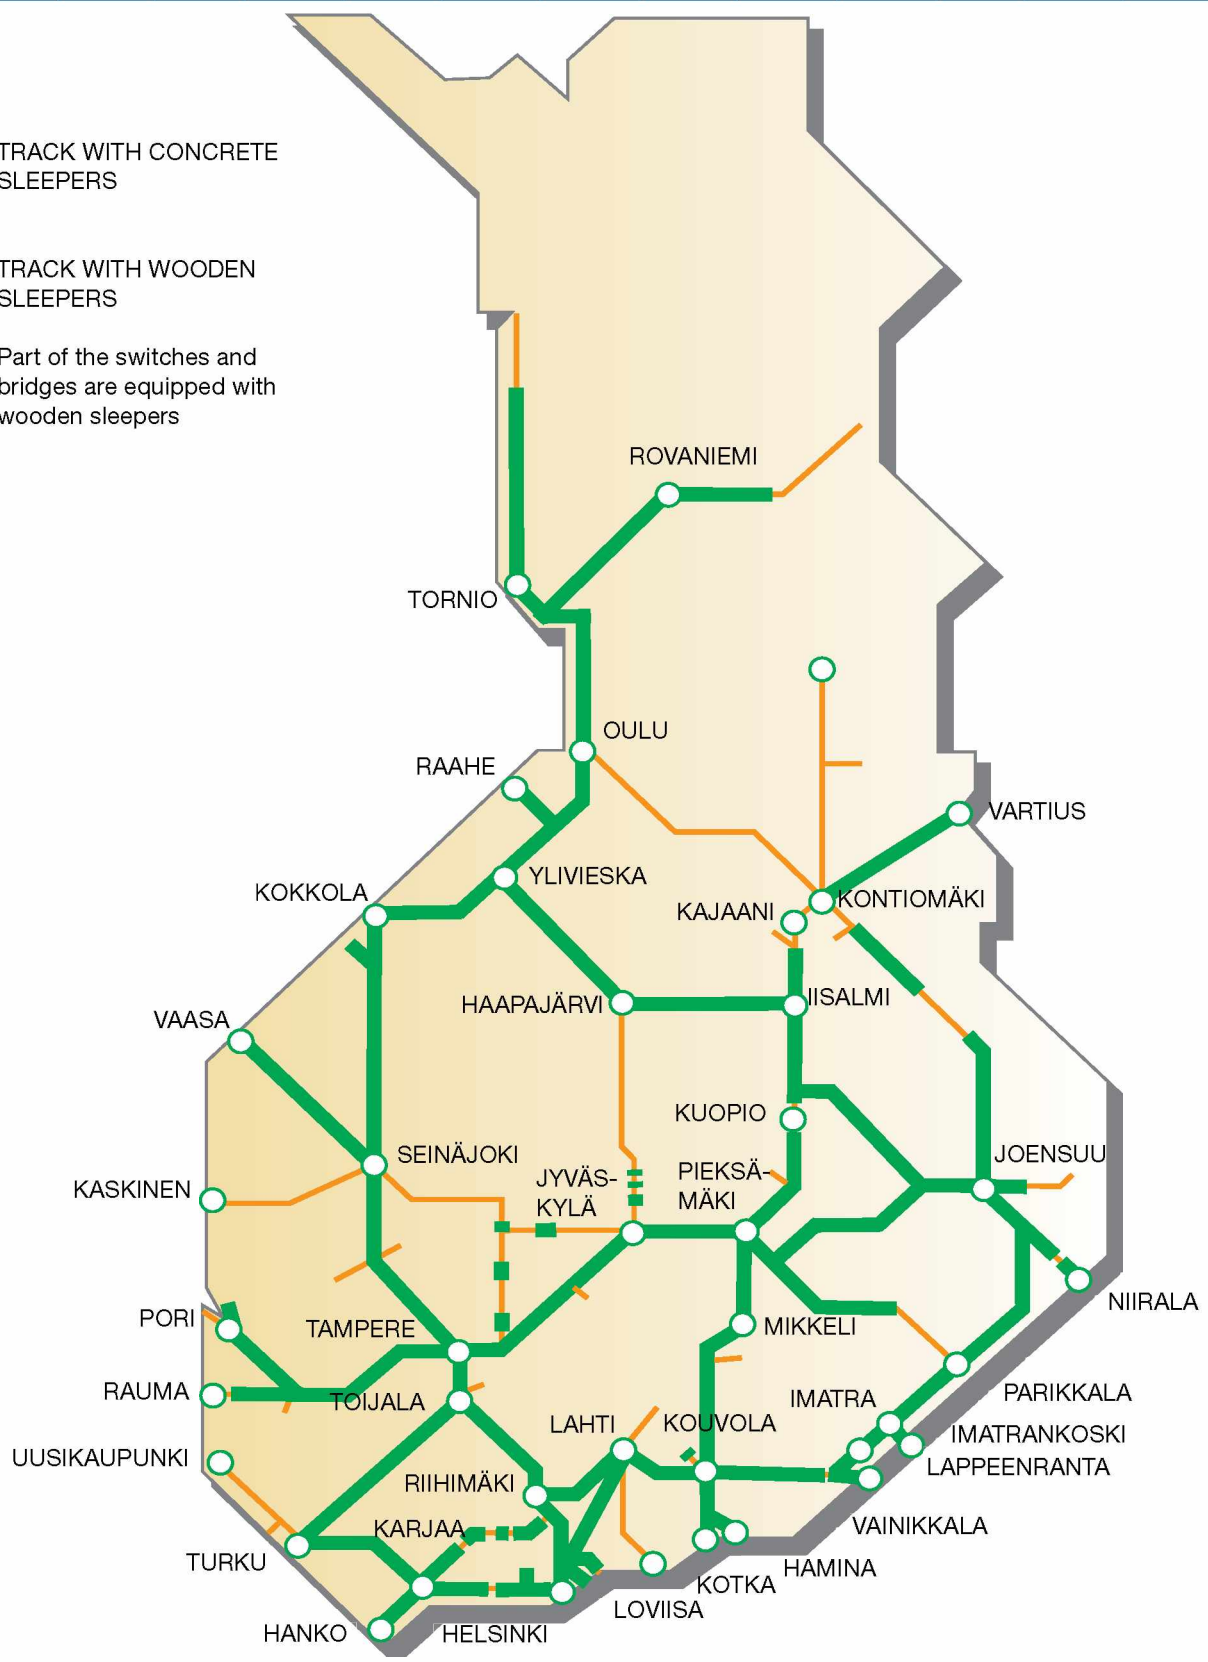 TRACK WITH CONCRETE
SLEEPERS
TRACK WITH WOODEN
SLEEPERS
Part of the switches and
bridges are equipped with
wooden sleepers
ROVANIEMI
TORNIO
OULU
RAAHE
VARTIUS
YLIVIESKA
KOKKOLA
KONTIOMÄKI
KAJAANI
HAAPAJÄRVI
IISALMI
VAASA
KUOPIO
SEINÄJOKI
JOENSUU
JYVÄS-
KYLÄ
PIEKSÄ-
MÄKI
KASKINEN
NIIRALA
PORI
TAMPERE
MIKKELI
RAUMA
TOIJALA
IMATRA
PARIKKALA
LAHTI
KOUVOLA
IMATRANKOSKI
UUSIKAUPUNKI
LAPPEENRANTA
RIIHIMÄKI
KARJAA
VAINIKKALA
TURKU
HAMINA
KOTKA
LOVIISA
HANKO
HELSINKI